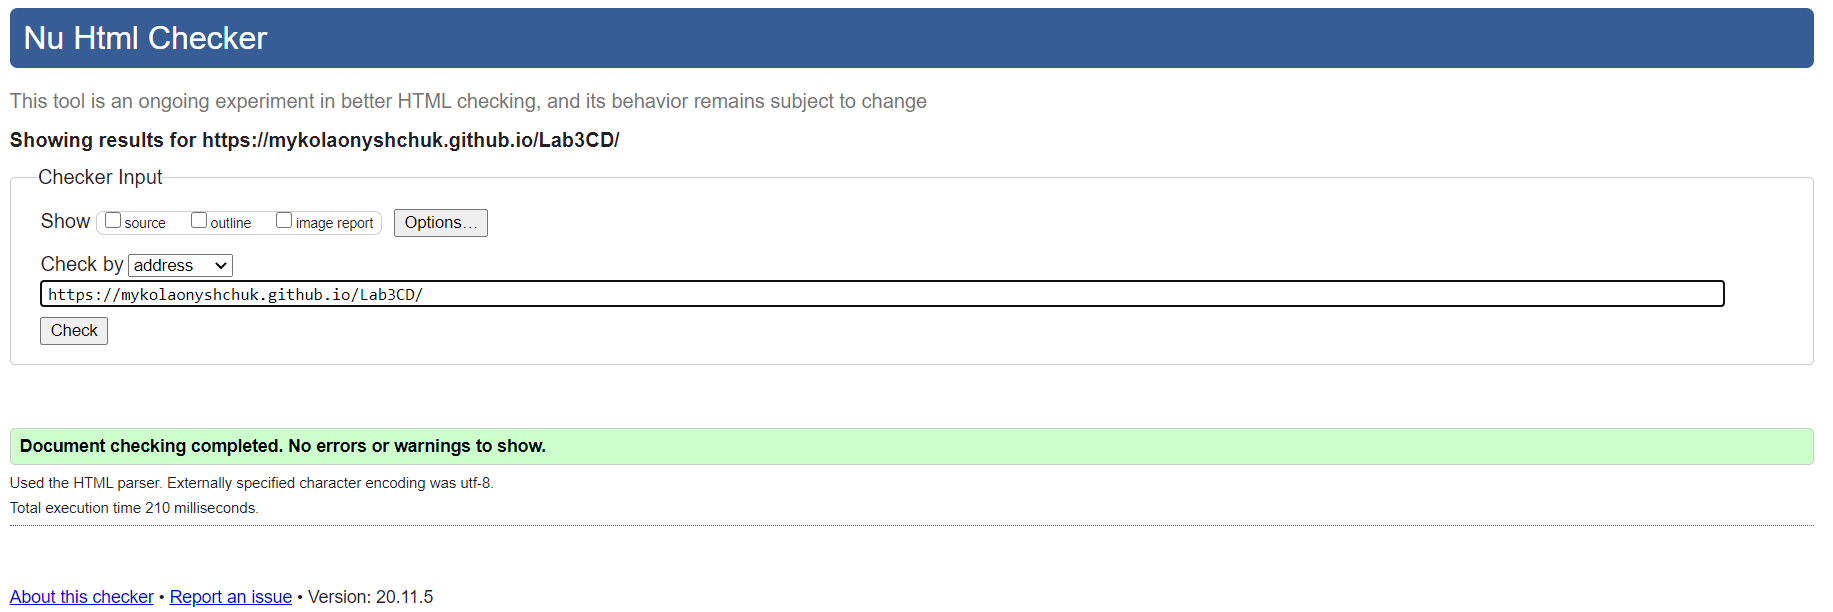 Nu Html Checker
This tool is an ongoing experiment in better HTML checking, and its behavior remains subject to change
Showing results for https://mykolaonyshchuk.github.io/Lab3CD/
Checker Input
Show source outline image report Options...
Check by address
https://mykolaonyshchuk.github.io/Lab3CD/
Check
Document checking completed. No errors or warnings to show.
Used the HTML parser. Externally specified character encoding was utf-8.
Total execution time 210 milliseconds.
About this checker • Report an issue • Version: 20.11.5